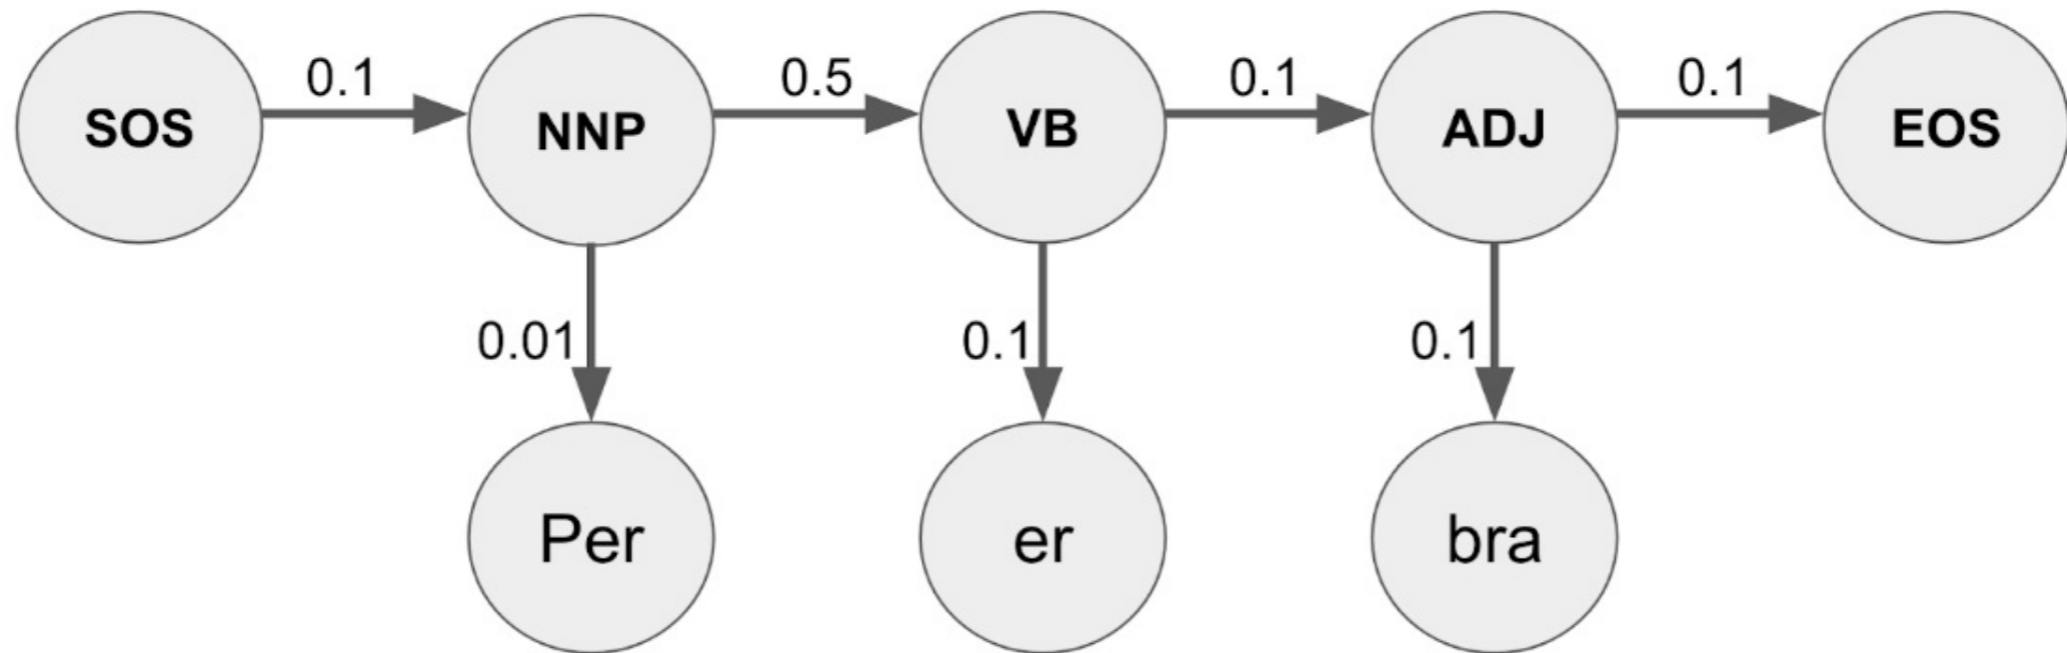 0.1 0.5 0.1 0.1
SOS NNP VB ADJ EOS
0.01 0.1 0.1
Per er bra